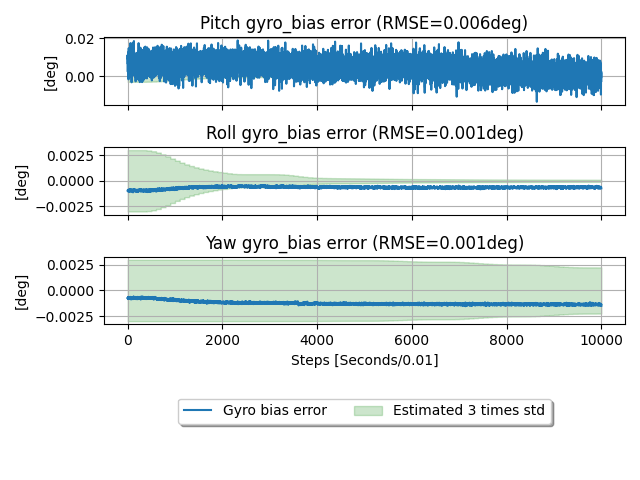 Pitch gyro_bias error (RMSE=0.006deg)
0.02
0.00
[deg]
Roll gyro_bias error (RMSE=0.001deg)
0.0025
0.0000
−0.0025
[deg]
Yaw gyro_bias error (RMSE=0.001deg)
0.0025
0.0000
−0.0025
[deg]
0 2000 4000 6000 8000 10000
Steps [Seconds/0.01]
Gyro bias error Estimated 3 times std